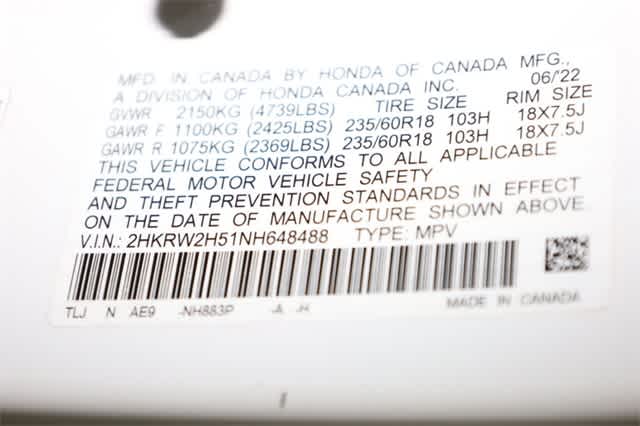 MFD. IN CANADA BY HONDA OF CANADA MFG.,
A DIVISION OF HONDA CANADA INC. 06/'22
GVWR 2150KG (4739LBS) TIRE SIZE RIM SIZE
GAWR F 1100KG (2425LBS) 235/60R18 103H 18X7.5J
GAWR R 1075KG (2369LBS) 235/60R18 103H 18X7.5J
THIS VEHICLE CONFORMS TO ALL APPLICABLE
FEDERAL MOTOR VEHICLE SAFETY
AND THEFT PREVENTION STANDARDS IN EFFECT
ON THE DATE OF MANUFACTURE SHOWN ABOVE.
V.I.N.: 2HKRW2H51NH648488 TYPE: MPV
TLJ N AE9 -NH883P -A -H MADE IN CANADA